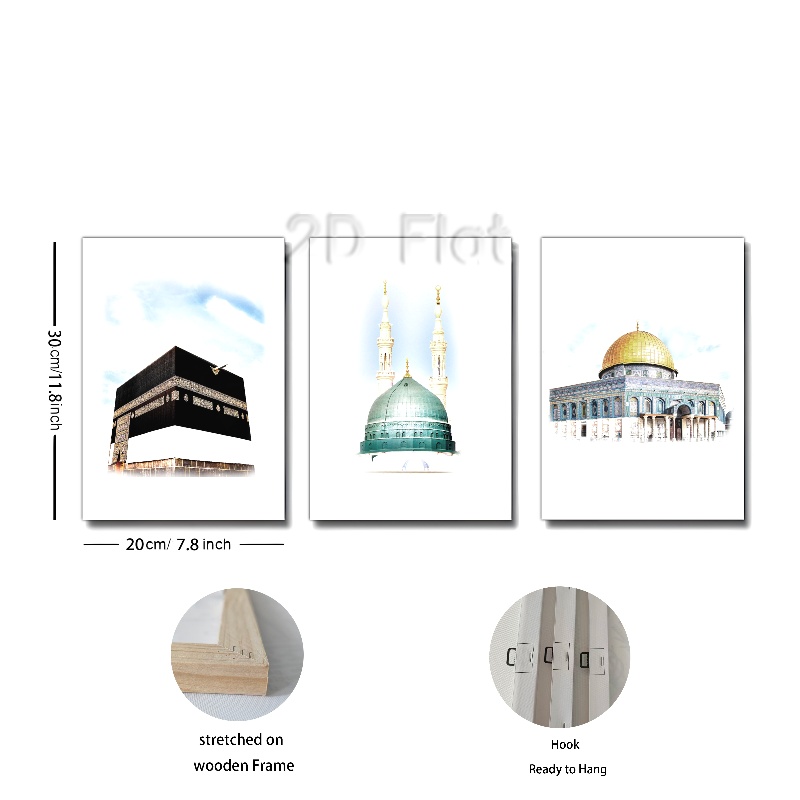 2D Flat
30cm/11.8inch
20cm/ 7.8 inch
stretched on
wooden Frame
Hook
Ready to Hang